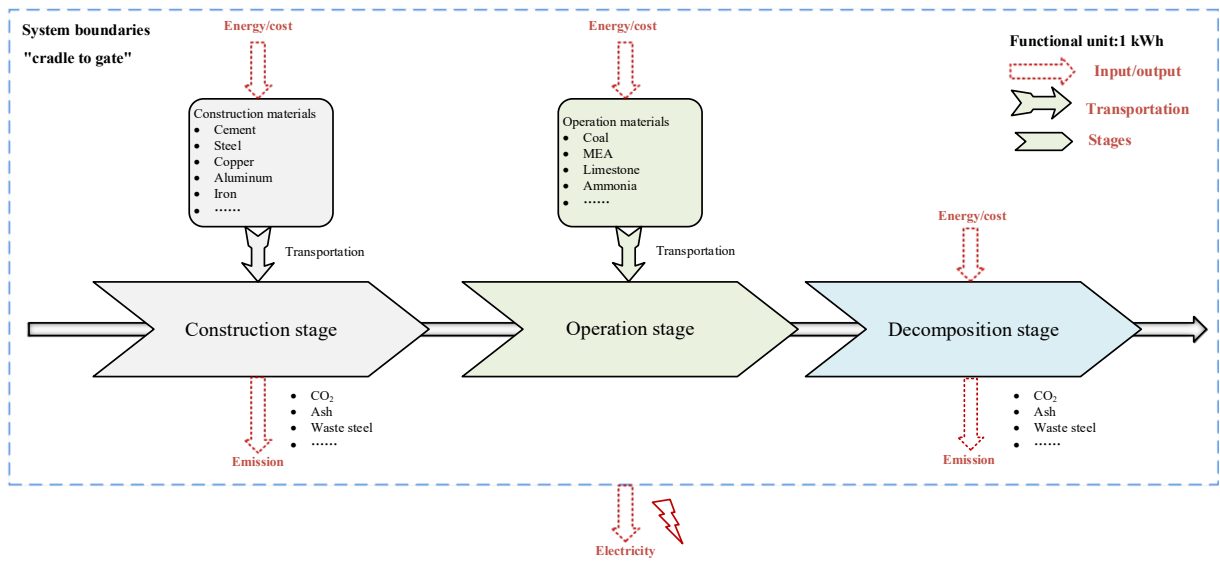 System boundaries
"cradle to gate"
Energy/cost
Energy/cost
Functional unit:1 kWh
Input/output
Transportation
Stages
Construction materials
• Cement
• Steel
• Copper
• Aluminum
• Iron
• ……
Operation materials
• Coal
• MEA
• Limestone
• Ammonia
• ……
Energy/cost
Transportation
Transportation
Construction stage
Operation stage
Decomposition stage
• CO₂
• Ash
• Waste steel
• ……
Emission
• CO₂
• Ash
• Waste steel
• ……
Emission
Electricity